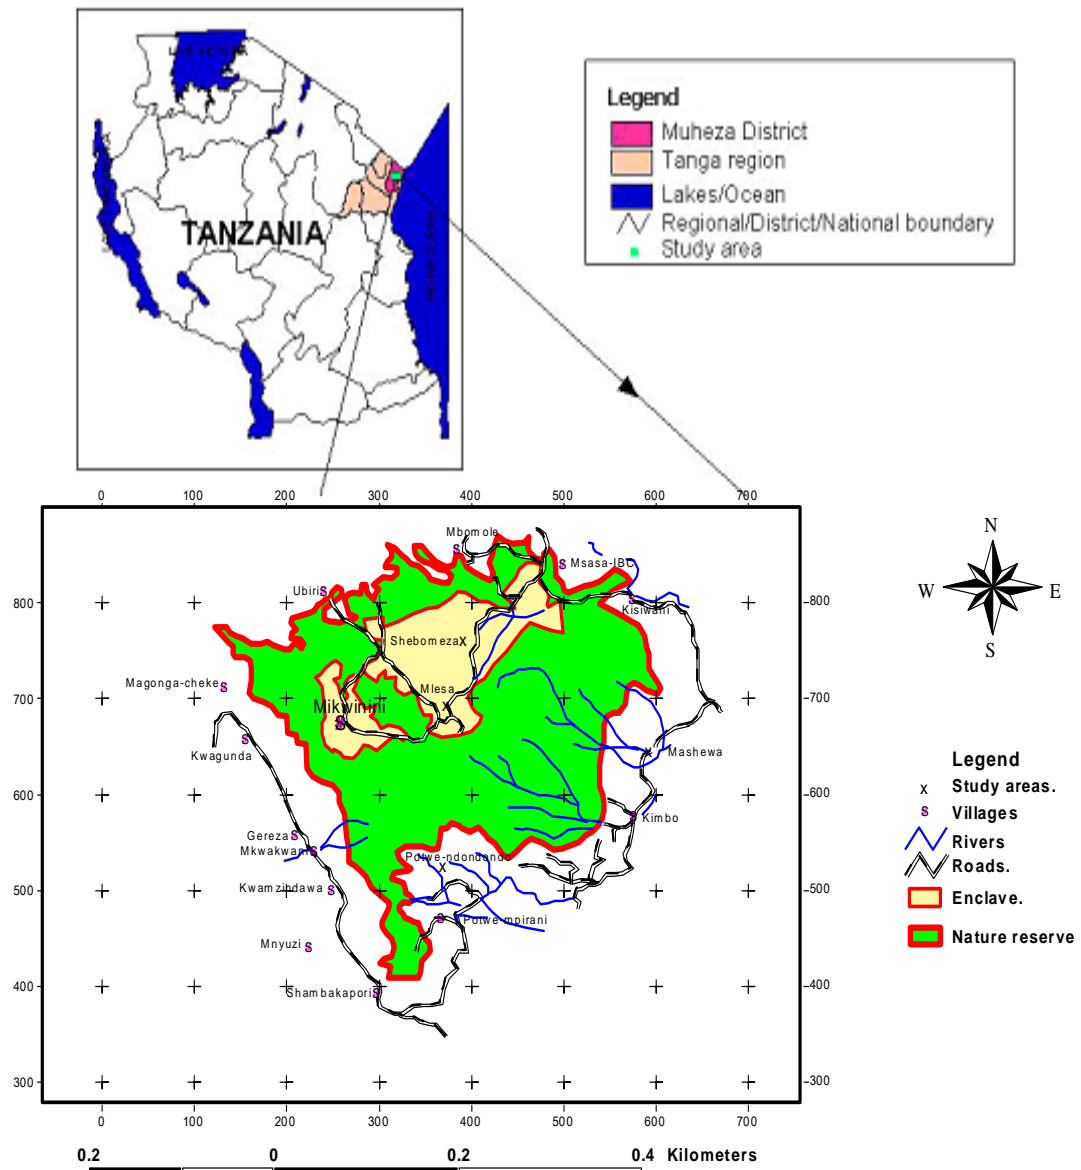 LAKE VICTORIA
TANZANIA
INDIAN OCEAN
Legend
Muheza District
Tanga region
Lakes/Ocean
Regional/District/National boundary
Study area
0 100 200 300 400 500 600 700
Mbomole
Msasa-IBC
Ubiri
Kisiwani
800 800
Shebomeza X
Magonga-cheke
Mlesa
X
700 700
Mikwinini
Kwagunda
X Mashewa
600 600
Kimbo
Gereza
Mkwakwani
Potwe-ndondondo
X
Kwamzindawa
500 500
Potwe-mpirani
Mnyuzi
Shambakapori
400 400
300 300
0 100 200 300 400 500 600 700
N
W E
S
Legend
x Study areas.
S Villages
Rivers
Roads.
Enclave.
Nature reserve
0.2 0 0.2 0.4 Kilometers